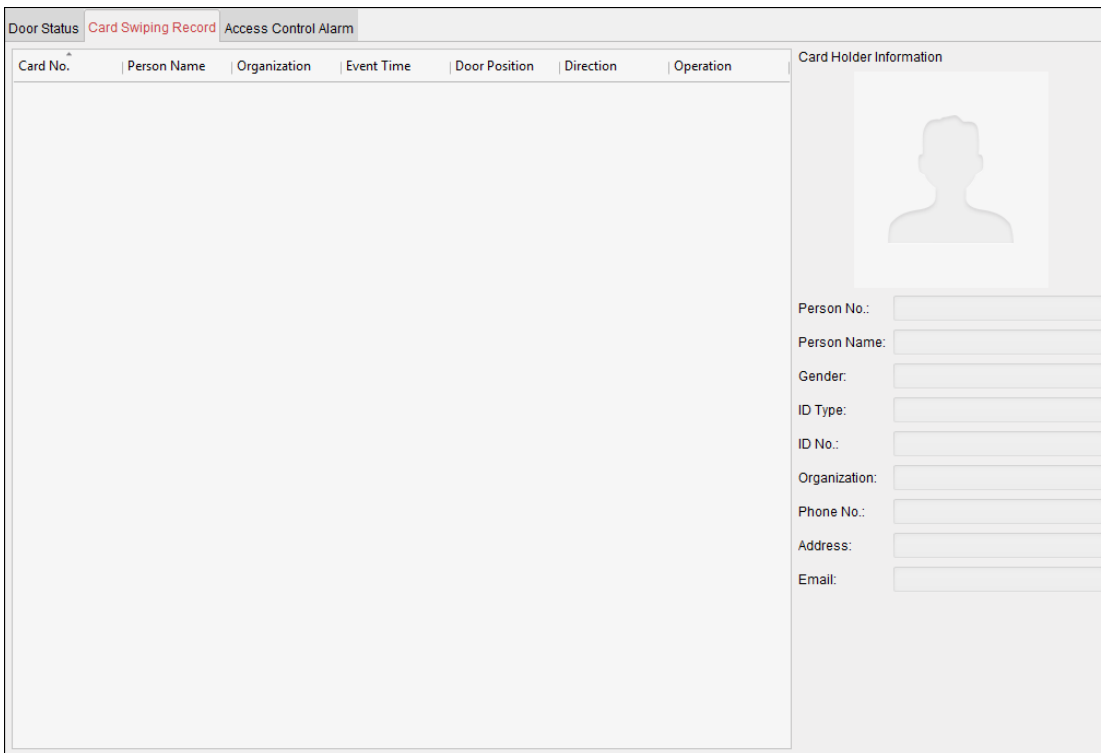 Door Status Card Swiping Record Access Control Alarm
Card No. Person Name Organization Event Time Door Position Direction Operation
Card Holder Information
Person No.:
Person Name:
Gender:
ID Type:
ID No.:
Organization:
Phone No.:
Address:
Email: